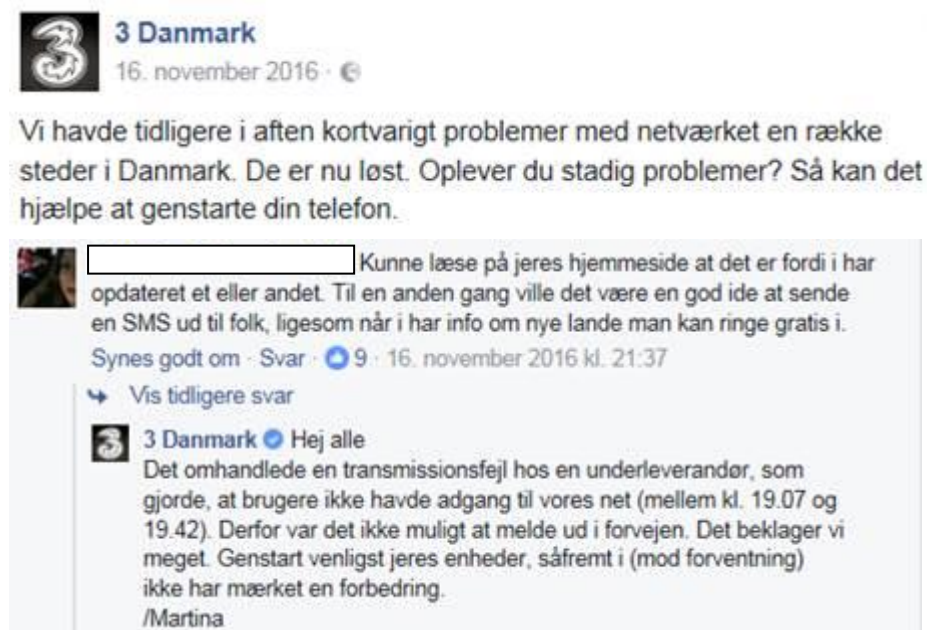 3 Danmark
16. november 2016 ·
Vi havde tidligere i aften kortvarigt problemer med netværket en række
steder i Danmark. De er nu løst. Oplever du stadig problemer? Så kan det
hjælpe at genstarte din telefon.
Kunne læse på jeres hjemmeside at det er fordi i har
opdateret et eller andet. Til en anden gang ville det være en god ide at sende
en SMS ud til folk, ligesom når i har info om nye lande man kan ringe gratis i.
Synes godt om · Svar · 9 · 16. november 2016 kl. 21:37
Vis tidligere svar
3 Danmark Hej alle
Det omhandlede en transmissionsfejl hos en underleverandør, som
gjorde, at brugere ikke havde adgang til vores net (mellem kl. 19.07 og
19.42). Derfor var det ikke muligt at melde ud i forvejen. Det beklager vi
meget. Genstart venligst jeres enheder, såfremt i (mod forventning)
ikke har mærket en forbedring.
/Martina